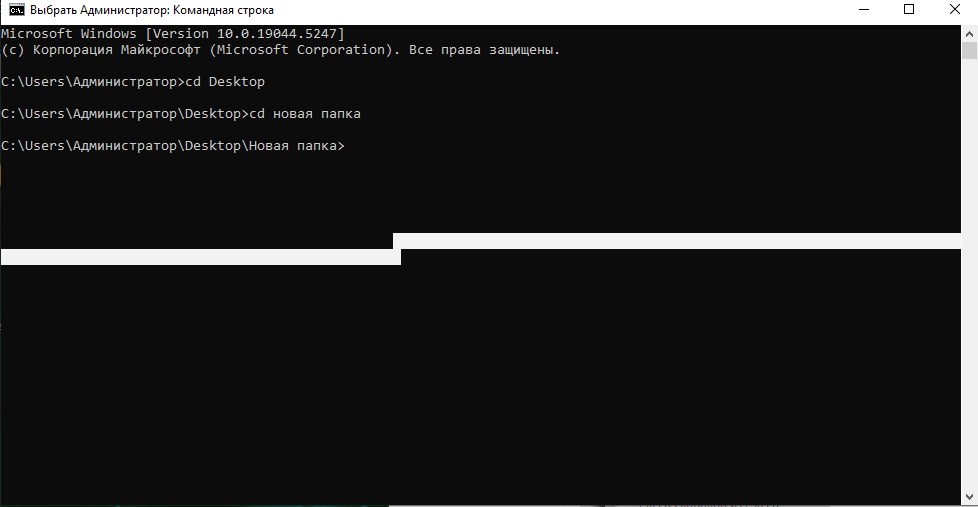 Выбрать Администратор: Командная строка
Microsoft Windows [Version 10.0.19044.5247]
(c) Корпорация Майкрософт (Microsoft Corporation). Все права защищены.
C:\Users\Администратор>cd Desktop
C:\Users\Администратор\Desktop>cd новая папка
C:\Users\Администратор\Desktop\Новая папка>